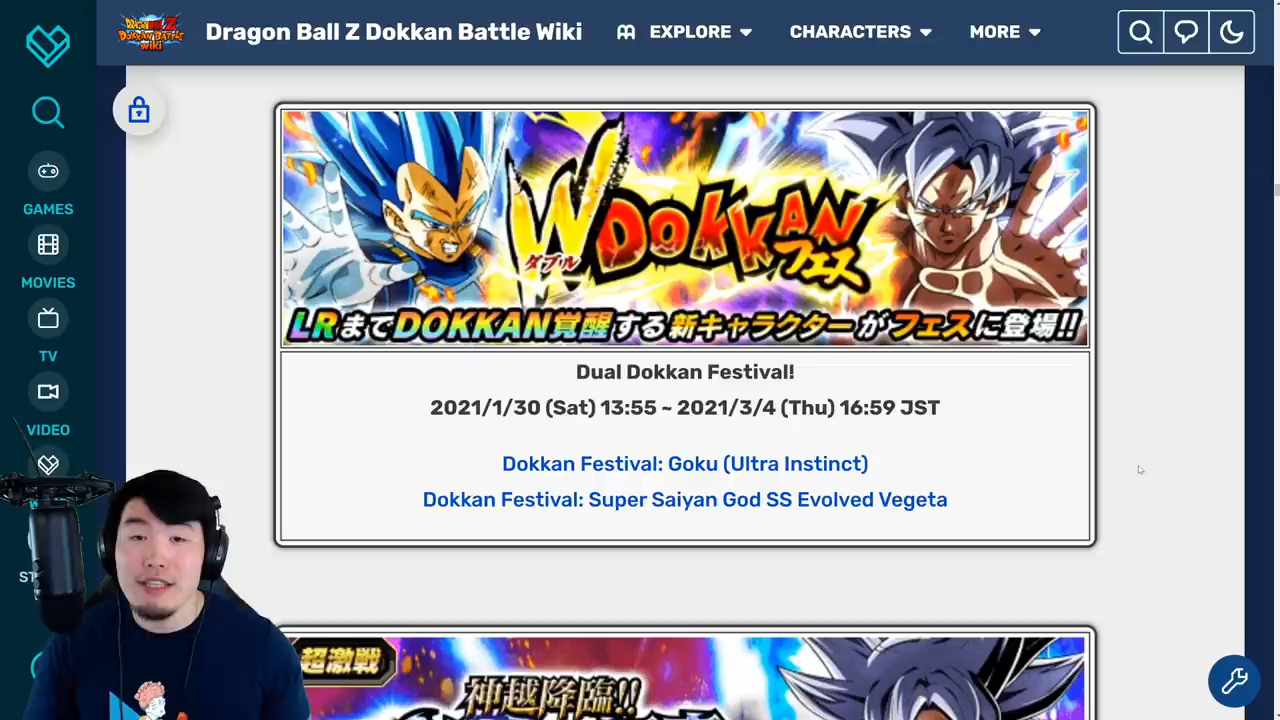 Dragon Ball Z Dokkan Battle Wiki
EXPLORE
CHARACTERS
MORE
GAMES
MOVIES
TV
VIDEO
W
ダブル
DOKKAN
フェス
LRまでDOKKAN覚醒する新キャラクターがフェスに登場!!
Dual Dokkan Festival!
2021/1/30 (Sat) 13:55 ~ 2021/3/4 (Thu) 16:59 JST
Dokkan Festival: Goku (Ultra Instinct)
Dokkan Festival: Super Saiyan God SS Evolved Vegeta
超激戦
神越降臨!!